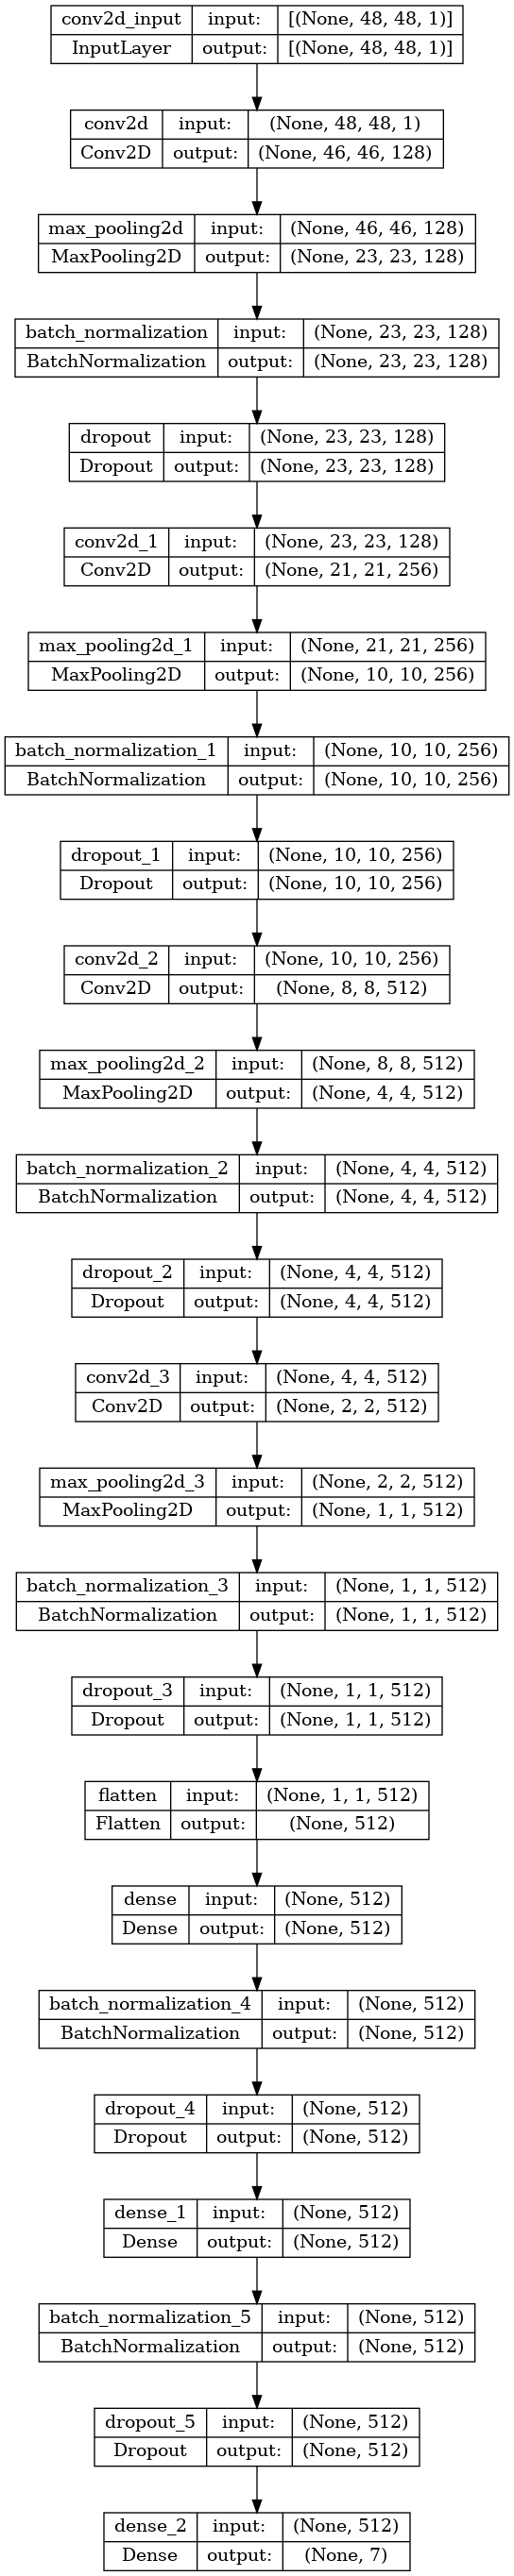 conv2d_input input: [(None, 48, 48, 1)]
InputLayer output: [(None, 48, 48, 1)]
conv2d input: (None, 48, 48, 1)
Conv2D output: (None, 46, 46, 128)
max_pooling2d input: (None, 46, 46, 128)
MaxPooling2D output: (None, 23, 23, 128)
batch_normalization input: (None, 23, 23, 128)
BatchNormalization output: (None, 23, 23, 128)
dropout input: (None, 23, 23, 128)
Dropout output: (None, 23, 23, 128)
conv2d_1 input: (None, 23, 23, 128)
Conv2D output: (None, 21, 21, 256)
max_pooling2d_1 input: (None, 21, 21, 256)
MaxPooling2D output: (None, 10, 10, 256)
batch_normalization_1 input: (None, 10, 10, 256)
BatchNormalization output: (None, 10, 10, 256)
dropout_1 input: (None, 10, 10, 256)
Dropout output: (None, 10, 10, 256)
conv2d_2 input: (None, 10, 10, 256)
Conv2D output: (None, 8, 8, 512)
max_pooling2d_2 input: (None, 8, 8, 512)
MaxPooling2D output: (None, 4, 4, 512)
batch_normalization_2 input: (None, 4, 4, 512)
BatchNormalization output: (None, 4, 4, 512)
dropout_2 input: (None, 4, 4, 512)
Dropout output: (None, 4, 4, 512)
conv2d_3 input: (None, 4, 4, 512)
Conv2D output: (None, 2, 2, 512)
max_pooling2d_3 input: (None, 2, 2, 512)
MaxPooling2D output: (None, 1, 1, 512)
batch_normalization_3 input: (None, 1, 1, 512)
BatchNormalization output: (None, 1, 1, 512)
dropout_3 input: (None, 1, 1, 512)
Dropout output: (None, 1, 1, 512)
flatten input: (None, 1, 1, 512)
Flatten output: (None, 512)
dense input: (None, 512)
Dense output: (None, 512)
batch_normalization_4 input: (None, 512)
BatchNormalization output: (None, 512)
dropout_4 input: (None, 512)
Dropout output: (None, 512)
dense_1 input: (None, 512)
Dense output: (None, 512)
batch_normalization_5 input: (None, 512)
BatchNormalization output: (None, 512)
dropout_5 input: (None, 512)
Dropout output: (None, 512)
dense_2 input: (None, 512)
Dense output: (None, 7)